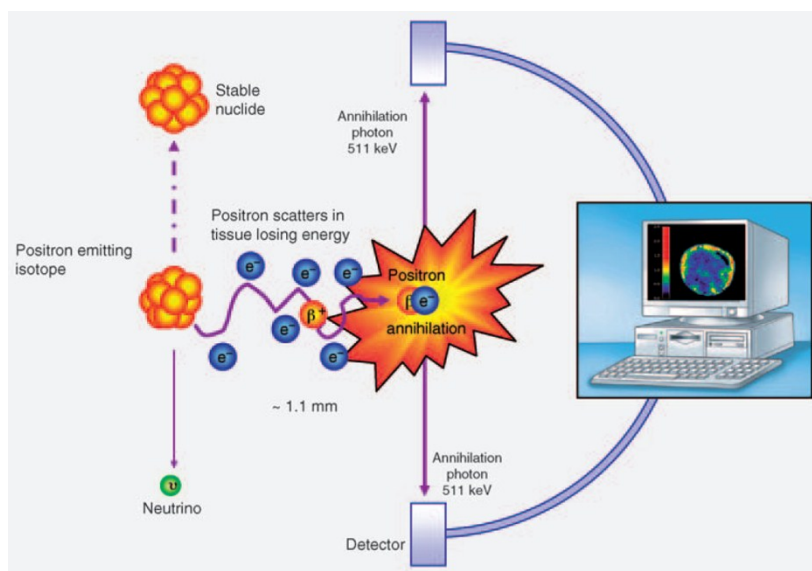 Stable
nuclide
Annihilation
photon
511 keV
Positron scatters in
tissue losing energy
Positron emitting
isotope
e⁻
e⁻
e⁻
Positron
β⁺
β
e⁻
e⁻
annihilation
e⁻
e⁻
~ 1.1 mm
Annihilation
photon
511 keV
υ
Neutrino
Detector